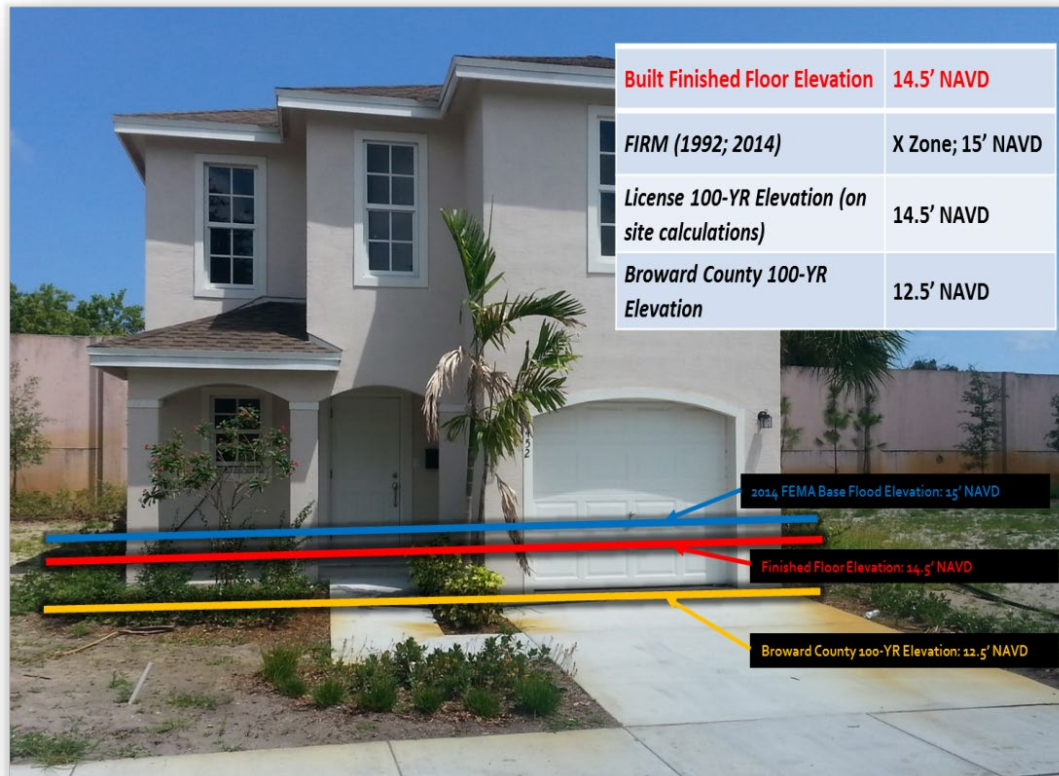 Built Finished Floor Elevation 14.5’ NAVD
FIRM (1992; 2014) X Zone; 15’ NAVD
License 100-YR Elevation (on
site calculations) 14.5’ NAVD
Broward County 100-YR
Elevation 12.5’ NAVD
2014 FEMA Base Flood Elevation: 15’ NAVD
Finished Floor Elevation: 14.5’ NAVD
Broward County 100-YR Elevation: 12.5’ NAVD